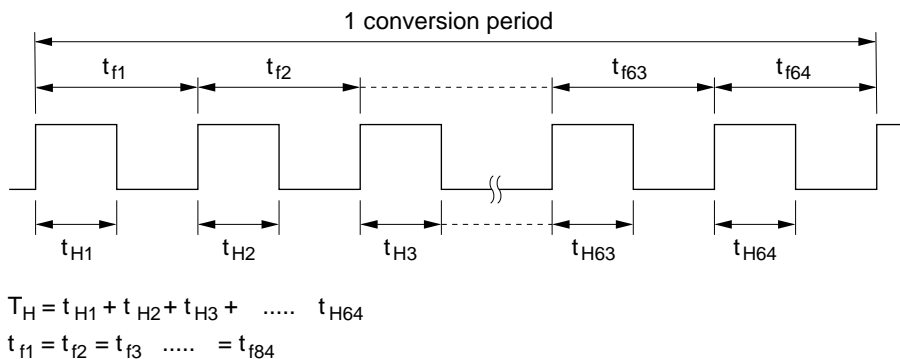 1 conversion period
tf1 tf2 tf63 tf64
tH1 tH2 tH3 tH63 tH64
TH = tH1 + tH2 + tH3 + ..... tH64
tf1 = tf2 = tf3 ..... = tf84